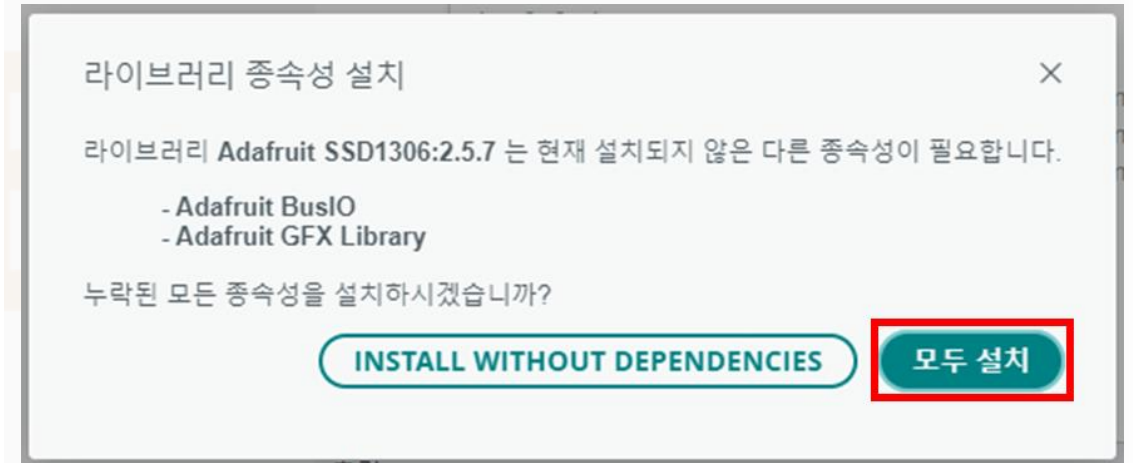 라이브러리 종속성 설치
라이브러리 Adafruit SSD1306:2.5.7 는 현재 설치되지 않은 다른 종속성이 필요합니다.
- Adafruit BusIO
- Adafruit GFX Library
누락된 모든 종속성을 설치하시겠습니까?
INSTALL WITHOUT DEPENDENCIES
모두 설치